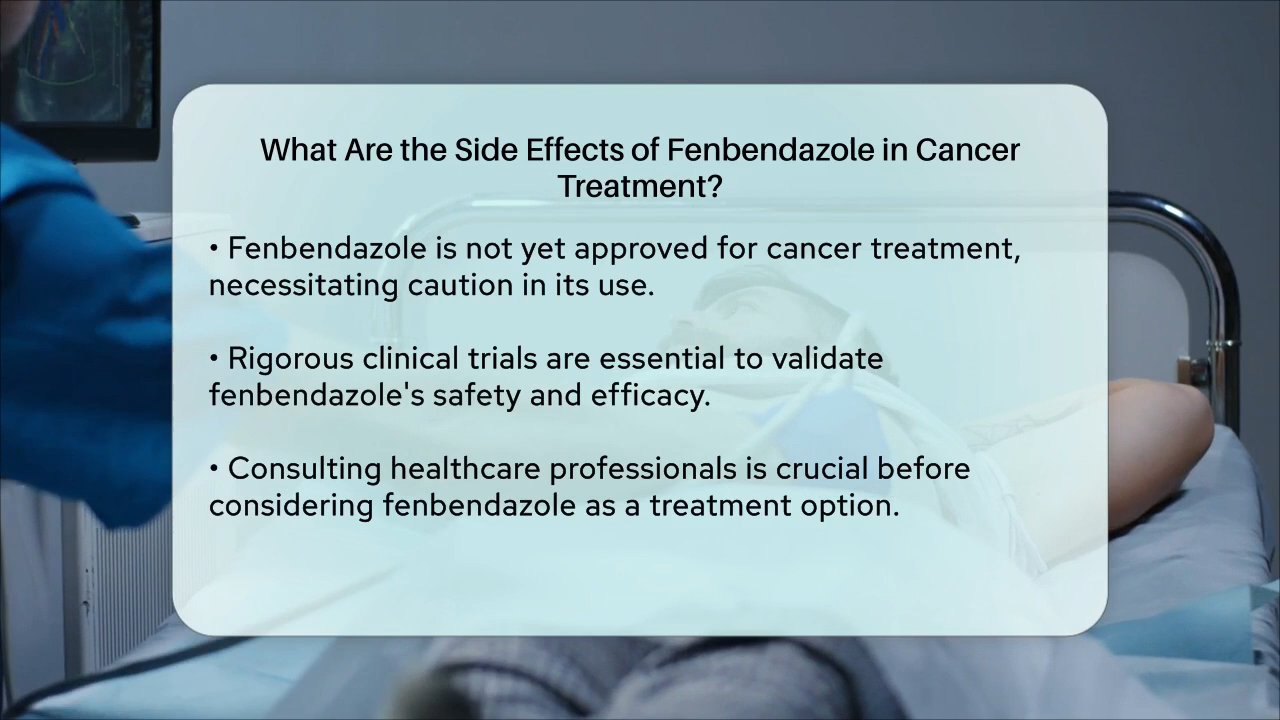 What Are the Side Effects of Fenbendazole in Cancer
Treatment?
• Fenbendazole is not yet approved for cancer treatment,
necessitating caution in its use.
• Rigorous clinical trials are essential to validate
fenbendazole's safety and efficacy.
• Consulting healthcare professionals is crucial before
considering fenbendazole as a treatment option.